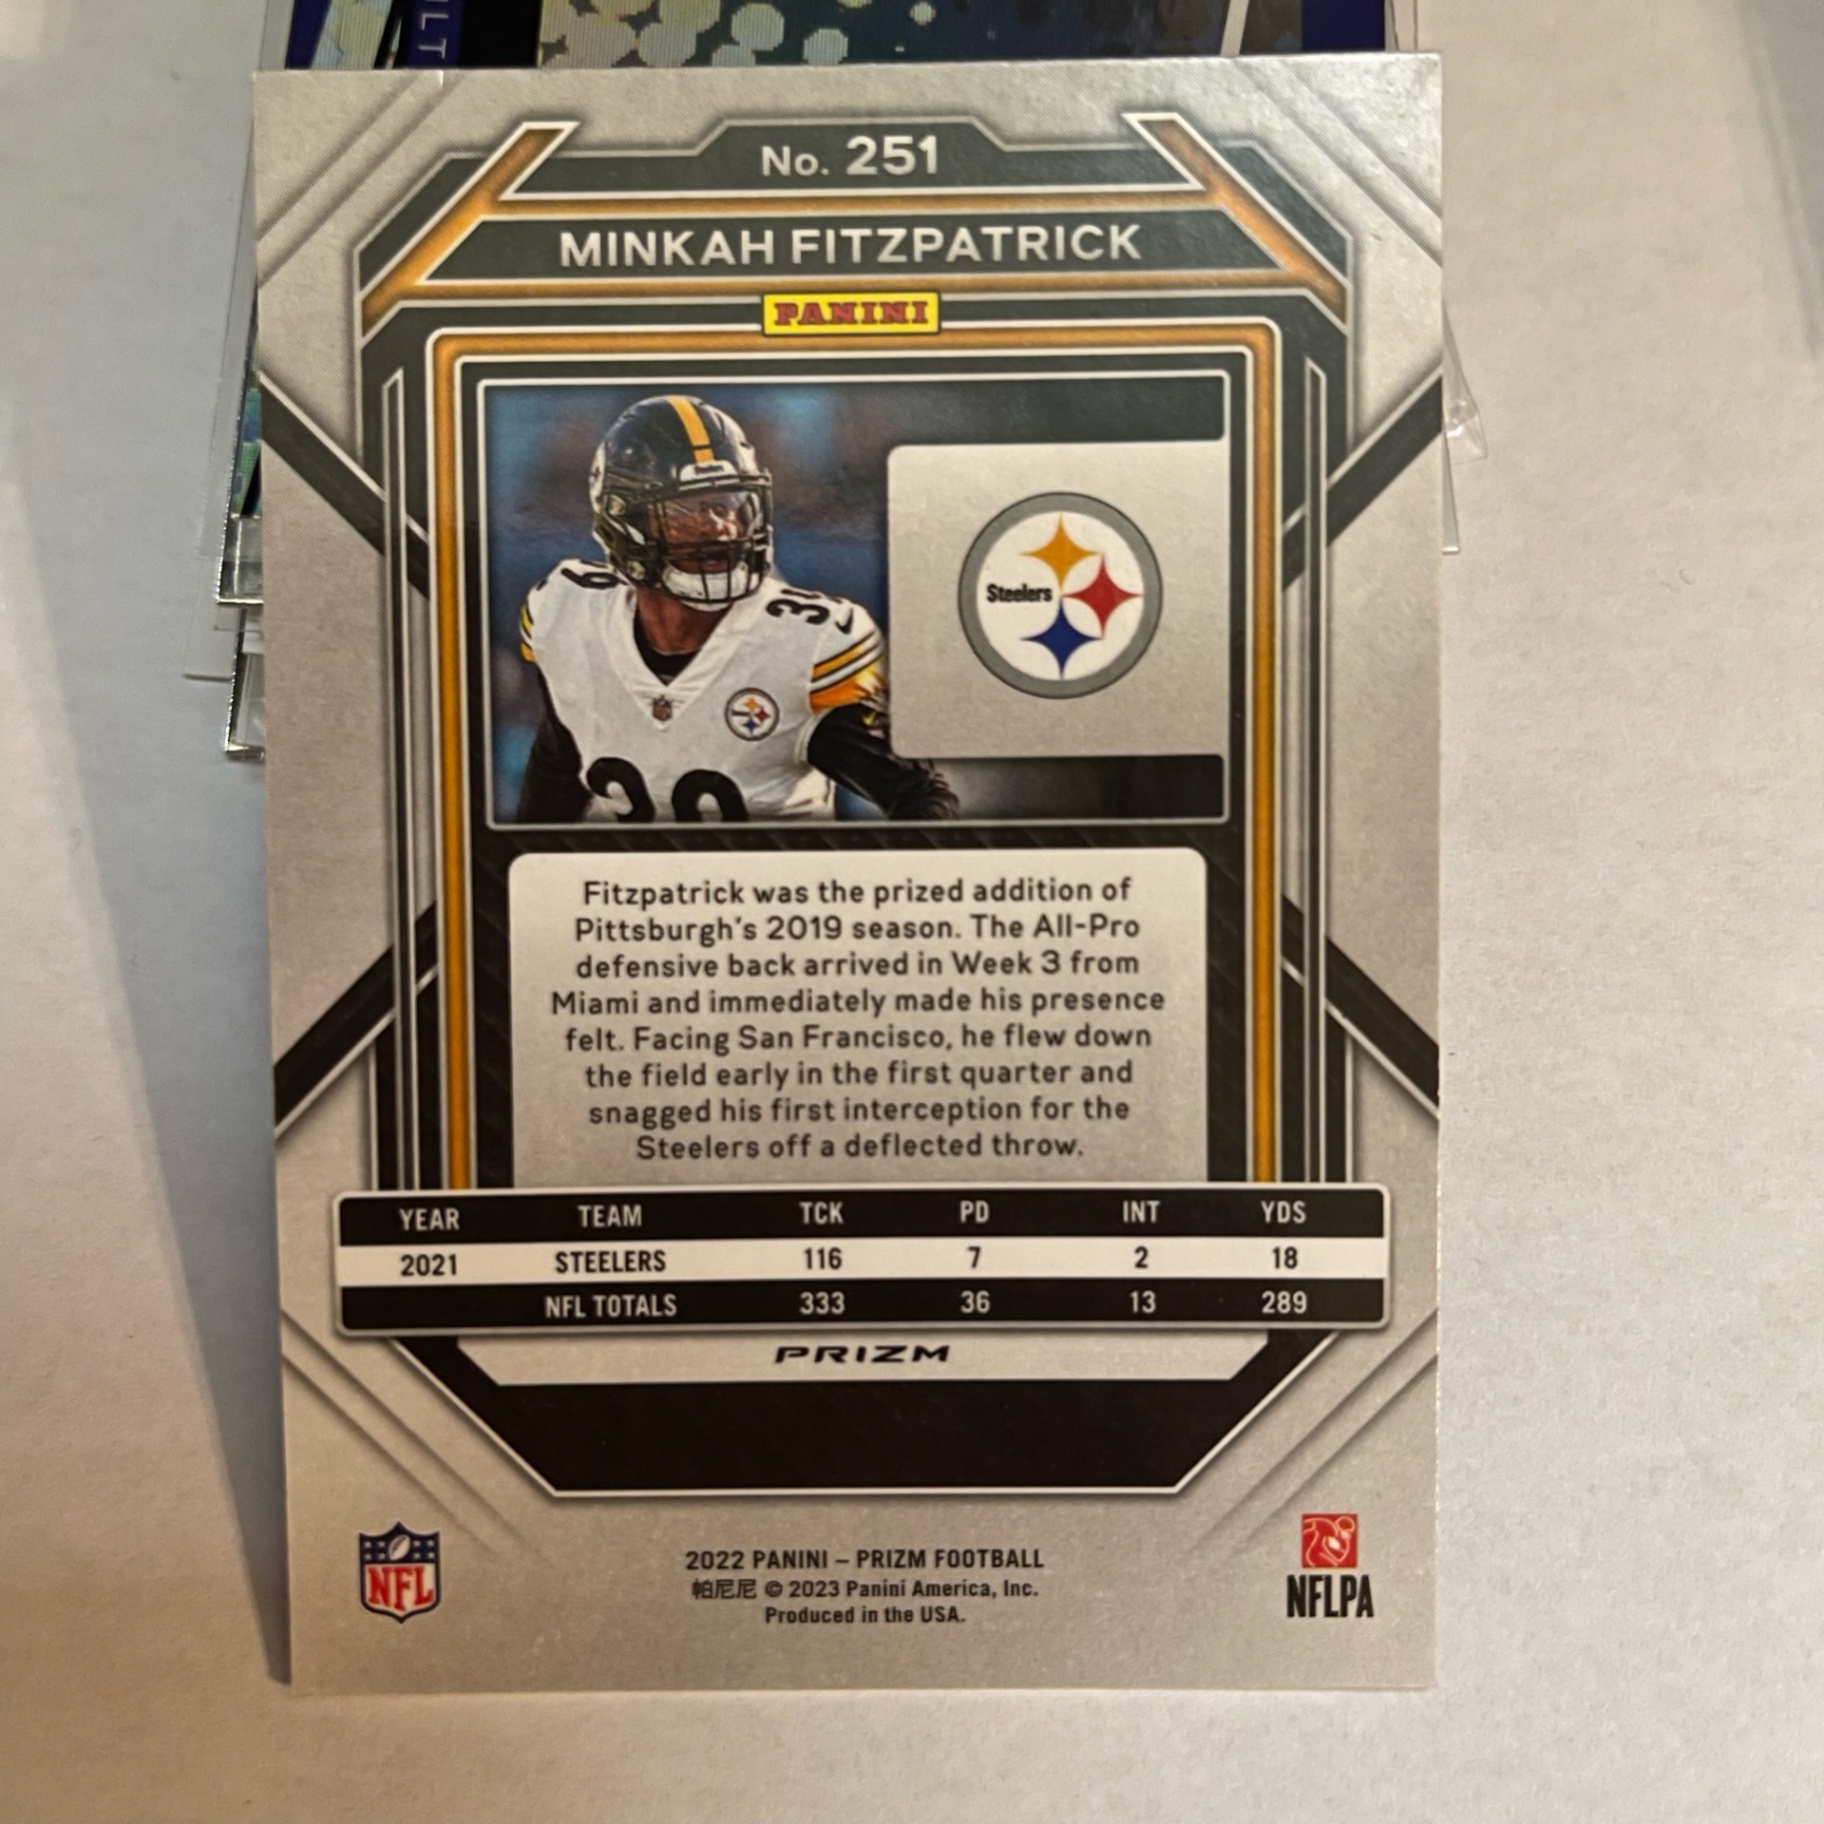 No. 251
MINKAH FITZPATRICK
PANINI
Steelers
39
Fitzpatrick was the prized addition of
Pittsburgh's 2019 season. The All-Pro
defensive back arrived in Week 3 from
Miami and immediately made his presence
felt. Facing San Francisco, he flew down
the field early in the first quarter and
snagged his first interception for the
Steelers off a deflected throw.
YEAR TEAM TCK PD INT YDS
2021 STEELERS 116 7 2 18
NFL TOTALS 333 36 13 289
PRIZM
NFL
2022 PANINI – PRIZM FOOTBALL
帕尼尼 © 2023 Panini America, Inc.
Produced in the USA.
NFLPA